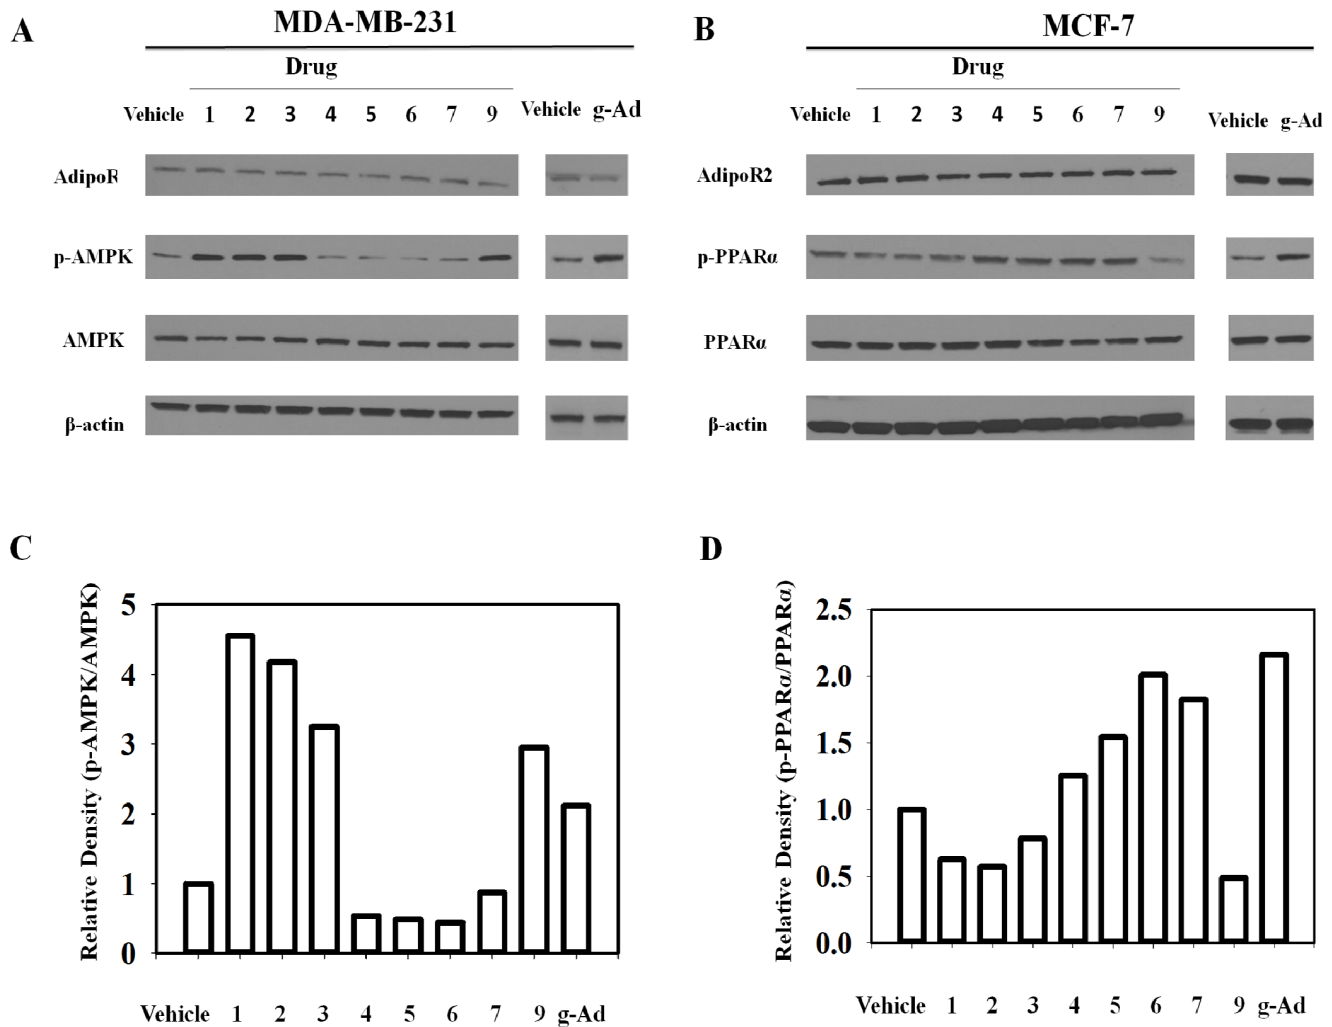 A
MDA-MB-231
Drug
Vehicle 1 2 3 4 5 6 7 9 Vehicle g-Ad
AdipoR
p-AMPK
AMPK
β-actin
B
MCF-7
Drug
Vehicle 1 2 3 4 5 6 7 9 Vehicle g-Ad
AdipoR2
p-PPARα
PPARα
β-actin
C
Relative Density (p-AMPK/AMPK)
5
4
3
2
1
0
Vehicle 1 2 3 4 5 6 7 9 g-Ad
D
Relative Density (p-PPARα/PPARα)
2.5
2.0
1.5
1.0
0.5
0.0
Vehicle 1 2 3 4 5 6 7 9 g-Ad